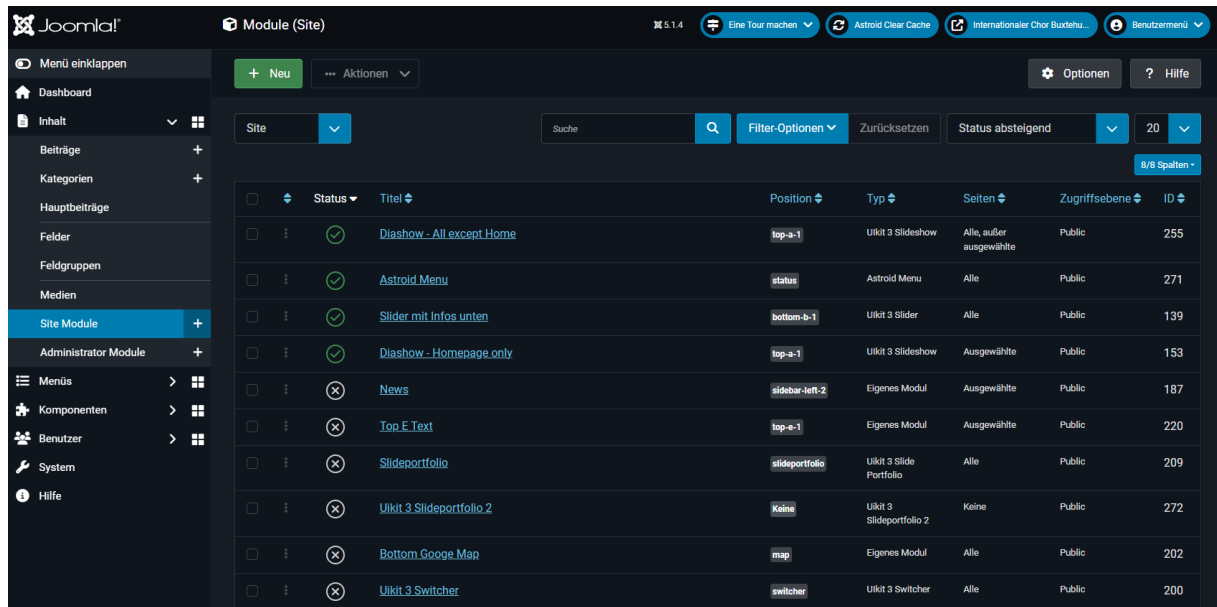 Joomla!®
Module (Site)
5.1.4
Eine Tour machen
Astroid Clear Cache
Internationaler Chor Buxtehu...
Benutzermenü
Menü einklappen
Dashboard
Inhalt
Beiträge
Kategorien
Hauptbeiträge
Felder
Feldgruppen
Medien
Site Module
Administrator Module
Menüs
Komponenten
Benutzer
System
Hilfe
+ Neu
··· Aktionen
Optionen
? Hilfe
Site
Suche
Filter-Optionen
Zurücksetzen
Status absteigend
20
8/8 Spalten
Status Titel Position Typ Seiten Zugriffsebene ID
Diashow - All except Home top-a-1 UIkit 3 Slideshow Alle, außer
ausgewählte Public 255
Astroid Menu status Astroid Menu Alle Public 271
Slider mit Infos unten bottom-b-1 UIkit 3 Slider Alle Public 139
Diashow - Homepage only top-a-1 UIkit 3 Slideshow Ausgewählte Public 153
News sidebar-left-2 Eigenes Modul Ausgewählte Public 187
Top E Text top-e-1 Eigenes Modul Ausgewählte Public 220
Slideportfolio slideportfolio Uikit 3 Slide
Portfolio Alle Public 209
Uikit 3 Slideportfolio 2 Keine Uikit 3
Slideportfolio 2 Keine Public 272
Bottom Googe Map map Eigenes Modul Alle Public 202
Uikit 3 Switcher switcher UIkit 3 Switcher Alle Public 200